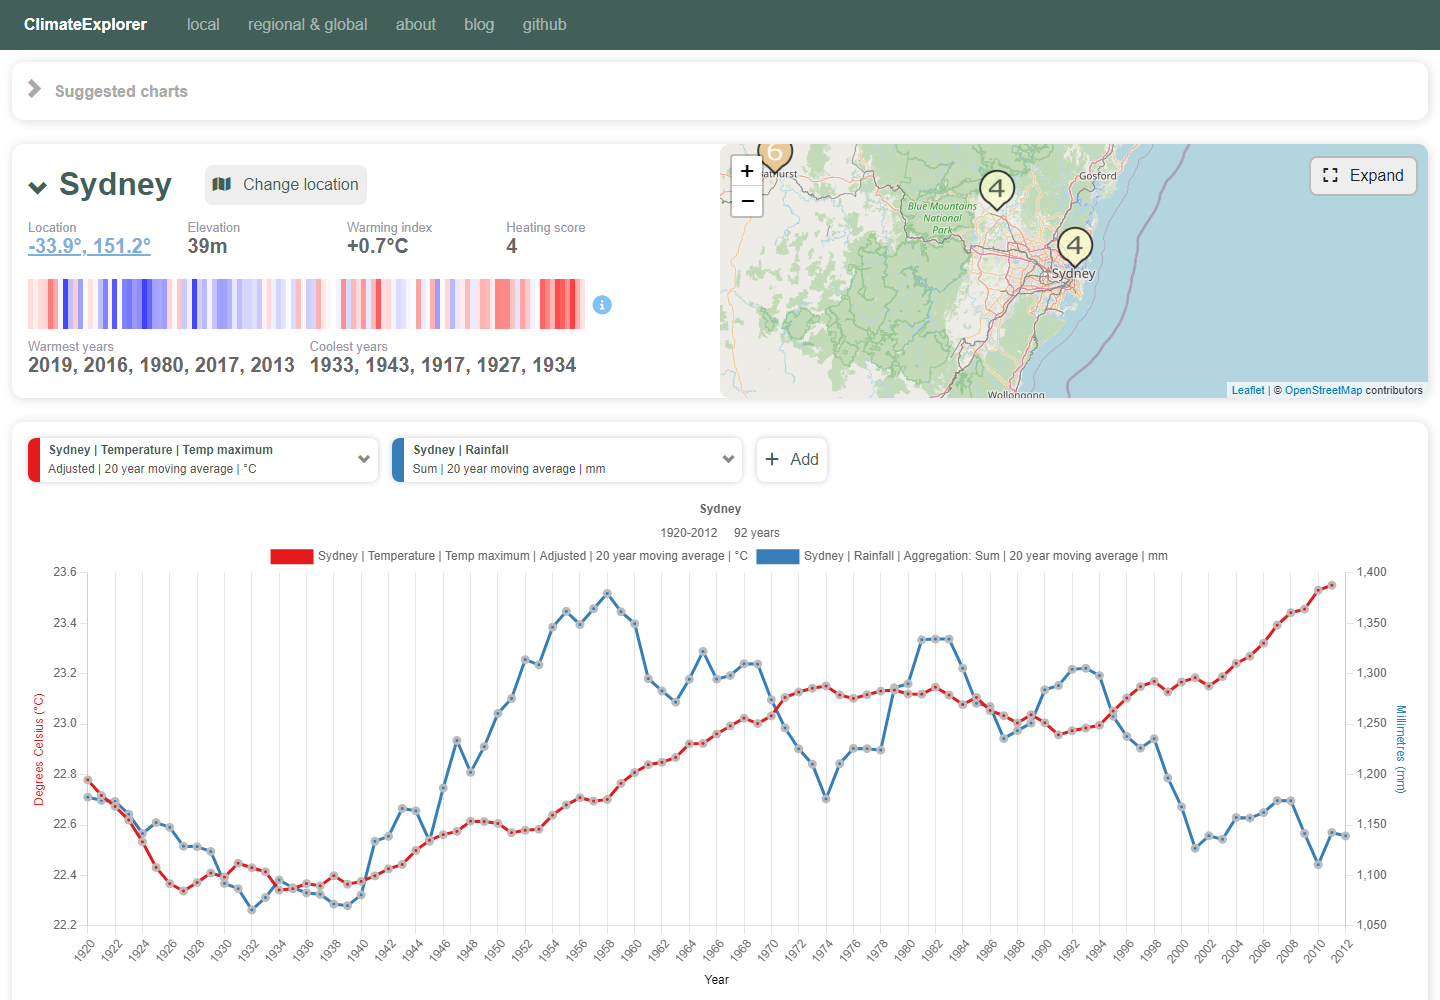 ClimateExplorer local regional & global about blog github
Suggested charts
Sydney Change location
Location Elevation Warming index Heating score
-33.9°, 151.2° 39m +0.7°C 4
Warmest years Coolest years
2019, 2016, 1980, 2017, 2013 1933, 1943, 1917, 1927, 1934
+
−
6
Gosford
4
Blue Mountains
National
Park
4
Sydney
Wollongong
Expand
Leaflet | © OpenStreetMap contributors
Sydney | Temperature | Temp maximum
Adjusted | 20 year moving average | °C
Sydney | Rainfall
Sum | 20 year moving average | mm
+ Add
Sydney
1920-2012 92 years
Sydney | Temperature | Temp maximum | Adjusted | 20 year moving average | °C Sydney | Rainfall | Aggregation: Sum | 20 year moving average | mm
23.6 1,400
23.4 1,350
23.2 1,300
23.0 1,250
22.8 1,200
22.6 1,150
22.4 1,100
22.2 1,050
Degrees Celsius (°C)
Millimetres (mm)
1920 1922 1924 1926 1928 1930 1932 1934 1936 1938 1940 1942 1944 1946 1948 1950 1952 1954 1956 1958 1960 1962 1964 1966 1968 1970 1972 1974 1976 1978 1980 1982 1984 1986 1988 1990 1992 1994 1996 1998 2000 2002 2004 2006 2008 2010 2012
Year